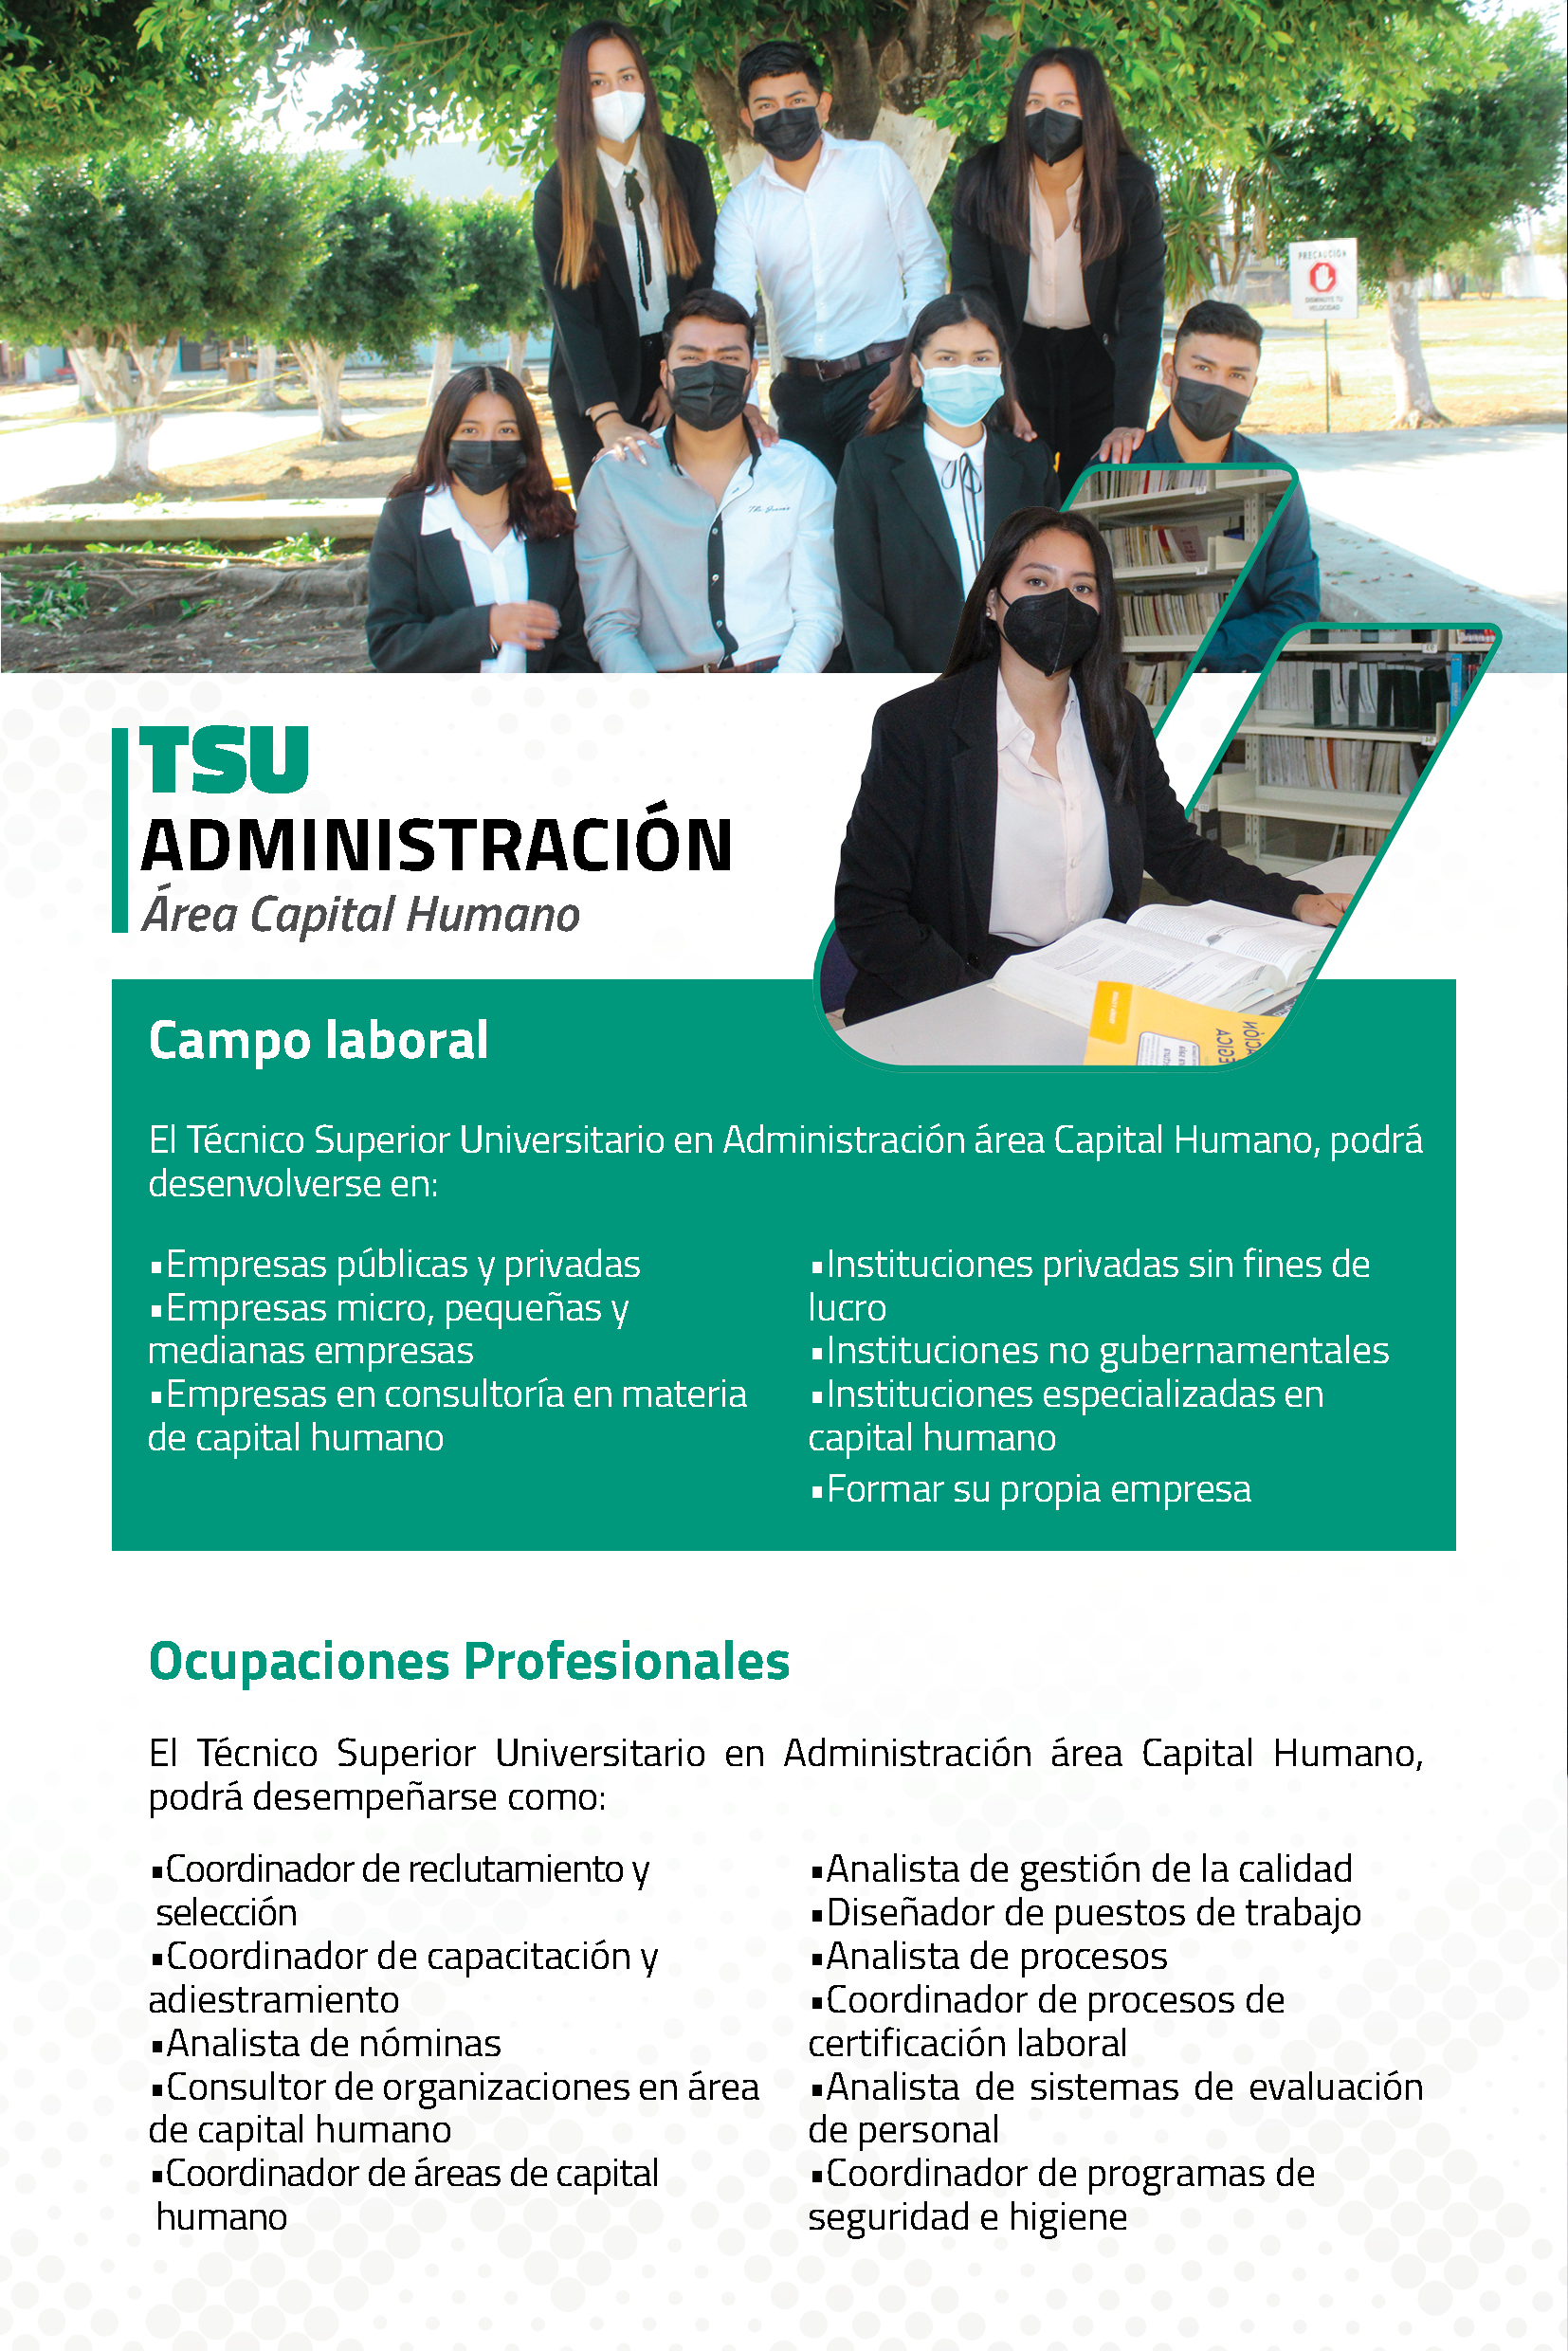 PRECAUCIÓN
DISMINUYE TU
VELOCIDAD
TSU
ADMINISTRACIÓN
Área Capital Humano
Campo laboral
El Técnico Superior Universitario en Administración área Capital Humano, podrá
desenvolverse en:
▪Empresas públicas y privadas
▪Empresas micro, pequeñas y
medianas empresas
▪Empresas en consultoría en materia
de capital humano
▪Instituciones privadas sin fines de
lucro
▪Instituciones no gubernamentales
▪Instituciones especializadas en
capital humano
▪Formar su propia empresa
Ocupaciones Profesionales
El Técnico Superior Universitario en Administración área Capital Humano,
podrá desempeñarse como:
▪Coordinador de reclutamiento y
selección
▪Coordinador de capacitación y
adiestramiento
▪Analista de nóminas
▪Consultor de organizaciones en área
de capital humano
▪Coordinador de áreas de capital
humano
▪Analista de gestión de la calidad
▪Diseñador de puestos de trabajo
▪Analista de procesos
▪Coordinador de procesos de
certificación laboral
▪Analista de sistemas de evaluación
de personal
▪Coordinador de programas de
seguridad e higiene